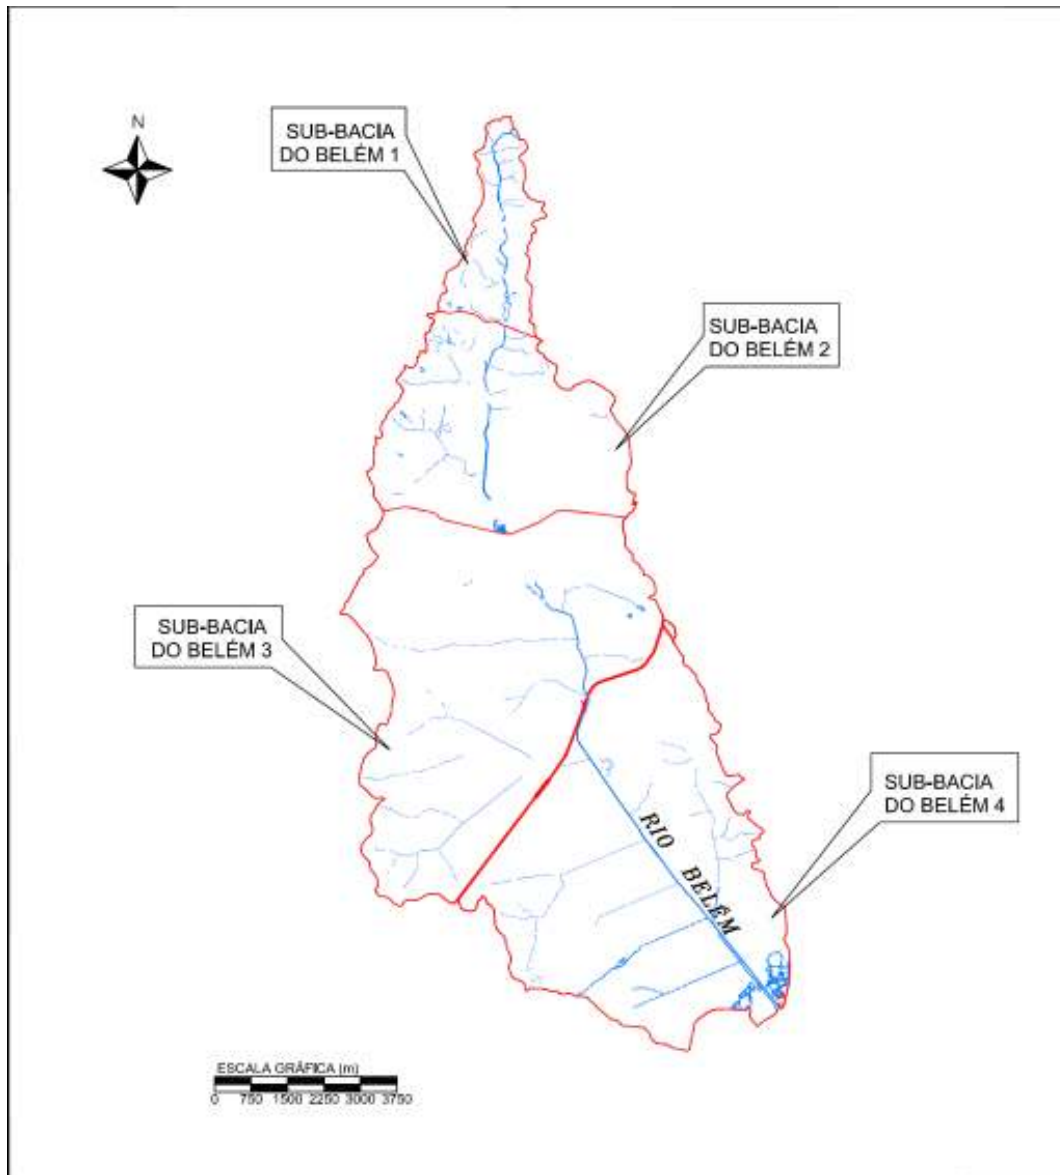 N
SUB-BACIA
DO BELÉM 1
SUB-BACIA
DO BELÉM 2
SUB-BACIA
DO BELÉM 3
SUB-BACIA
DO BELÉM 4
RIO BELÉM
ESCALA GRÁFICA (m)
0 750 1500 2250 3000 3750